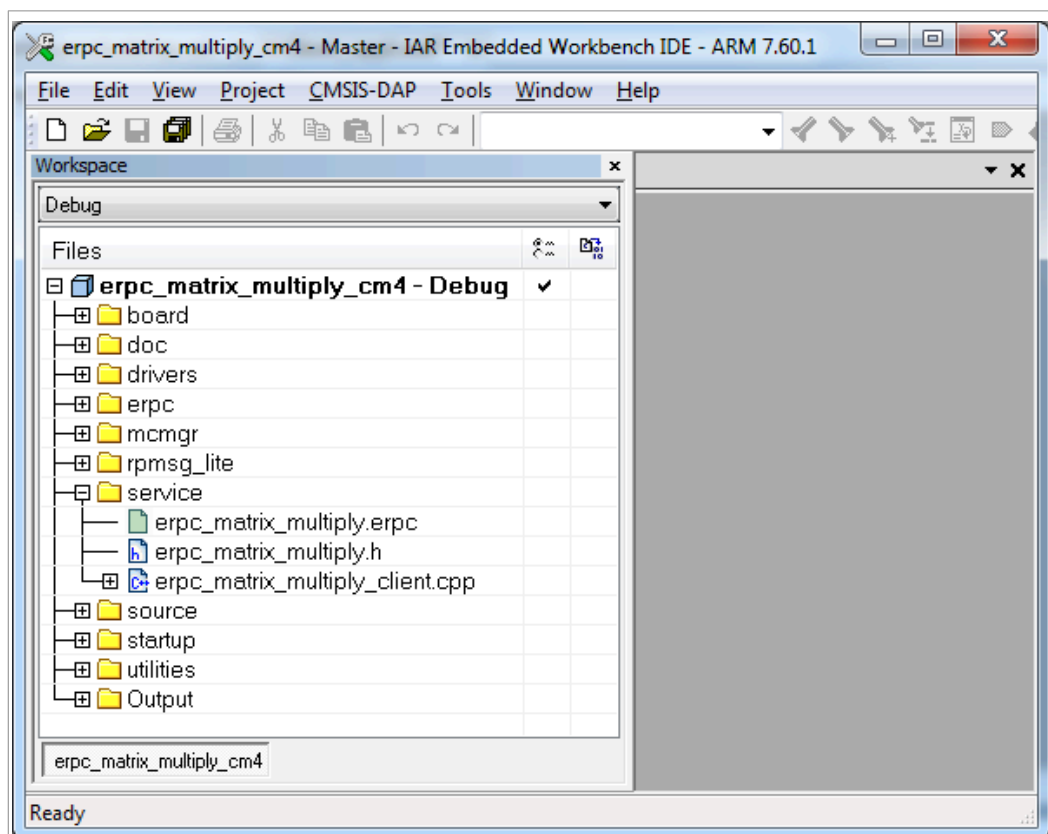 erpc_matrix_multiply_cm4 - Master - IAR Embedded Workbench IDE - ARM 7.60.1
File Edit View Project CMSIS-DAP Tools Window Help
Workspace
Debug
Files
erpc_matrix_multiply_cm4 - Debug
board
doc
drivers
erpc
mcmgr
rpmsg_lite
service
erpc_matrix_multiply.erpc
erpc_matrix_multiply.h
erpc_matrix_multiply_client.cpp
source
startup
utilities
Output
erpc_matrix_multiply_cm4
Ready